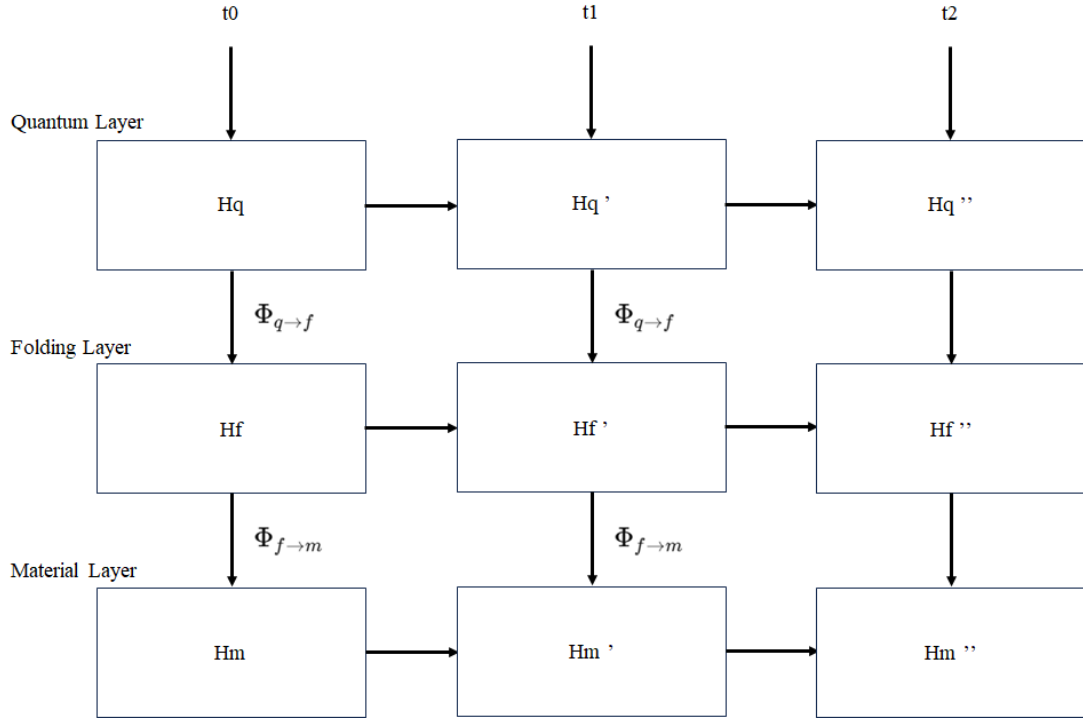 t0 t1 t2
Quantum Layer
Hq Hq ’ Hq ’’
Φq→f Φq→f
Folding Layer
Hf Hf ’ Hf ’’
Φf→m Φf→m
Material Layer
Hm Hm ’ Hm ’’